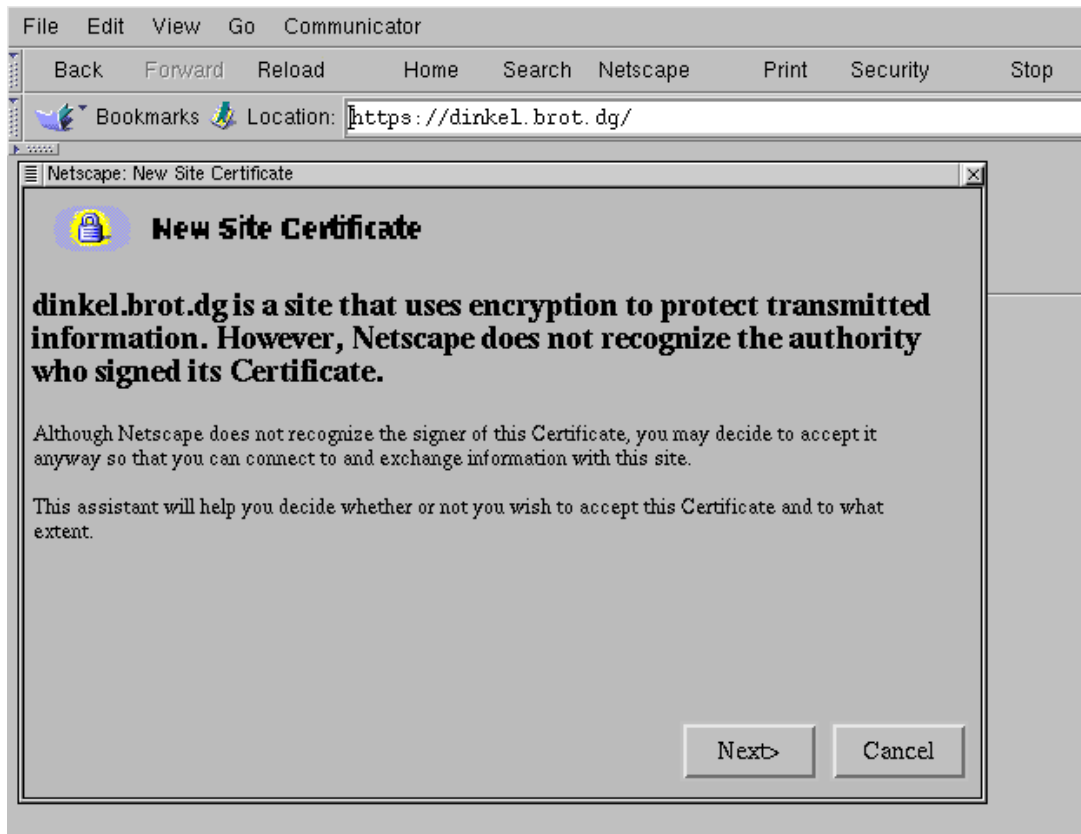 File Edit View Go Communicator
Back Forward Reload Home Search Netscape Print Security Stop
Bookmarks Location: https://dinkel.brot.dg/
Netscape: New Site Certificate
New Site Certificate
dinkel.brot.dg is a site that uses encryption to protect transmitted
information. However, Netscape does not recognize the authority
who signed its Certificate.
Although Netscape does not recognize the signer of this Certificate, you may decide to accept it
anyway so that you can connect to and exchange information with this site.
This assistant will help you decide whether or not you wish to accept this Certificate and to what
extent.
Next> Cancel